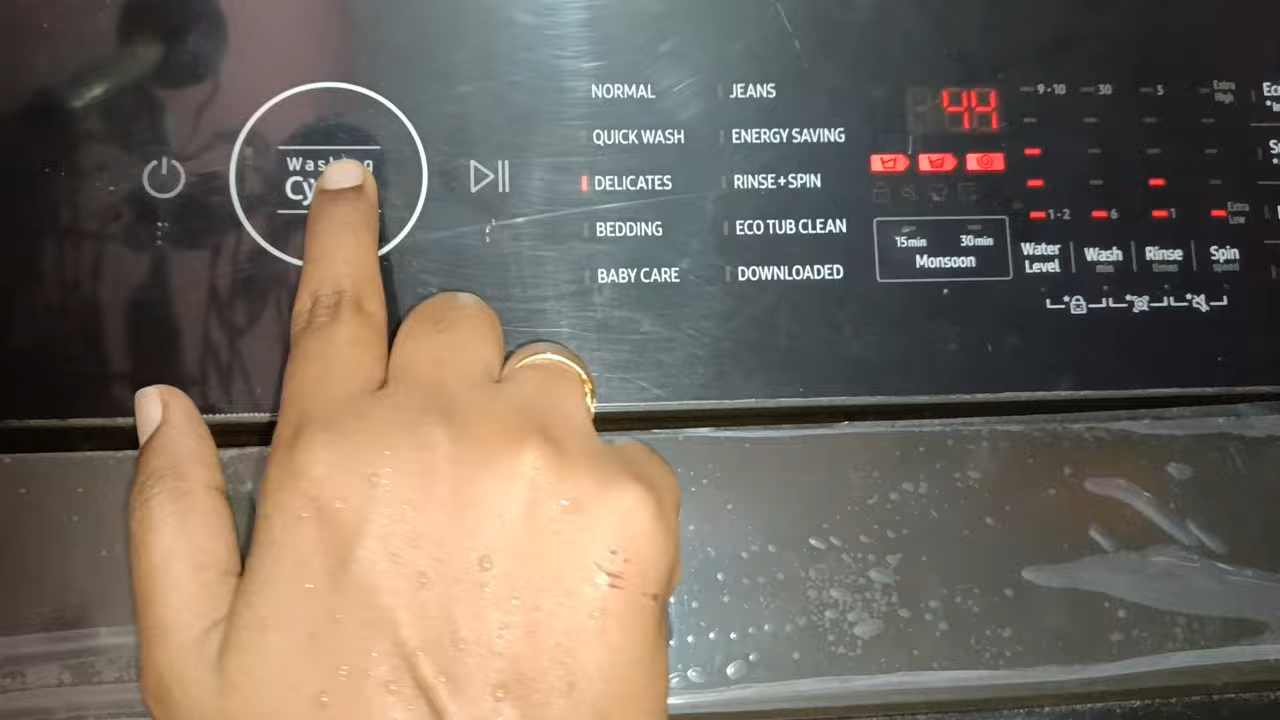 NORMAL
QUICK WASH
DELICATES
BEDDING
BABY CARE
JEANS
ENERGY SAVING
RINSE+SPIN
ECO TUB CLEAN
DOWNLOADED
44
15min 30min
Monsoon
9-10 30 5 Extra High
1-2 6 1 Extra Low
Water Level
Wash min
Rinse times
Spin speed